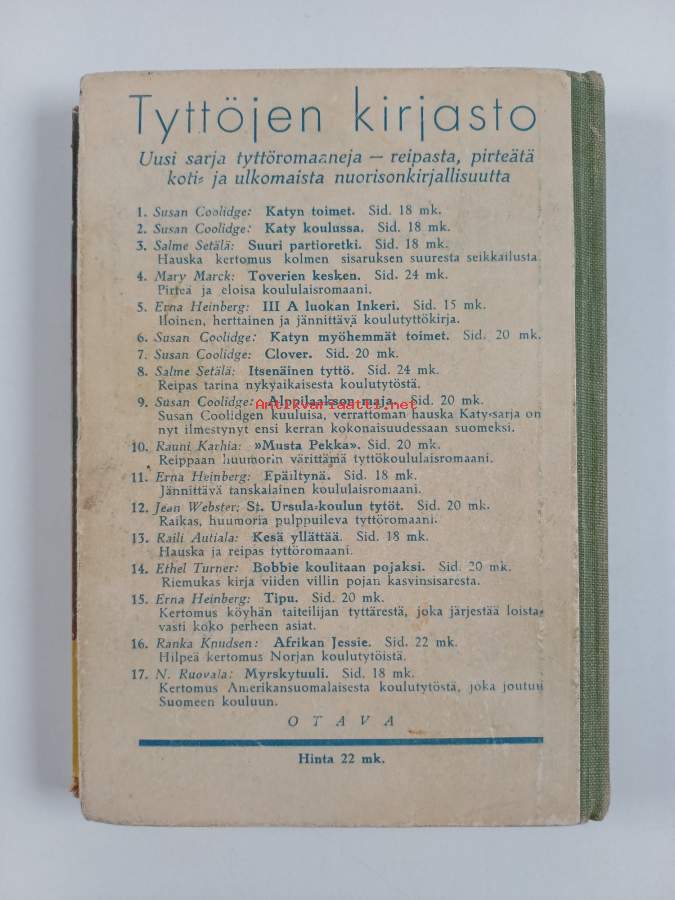 Tyttöjen kirjasto
Uusi sarja tyttöromaaneja — reipasta, pirteätä
koti- ja ulkomaista nuorisonkirjallisuutta
1. Susan Coolidge: Katyn toimet. Sid. 18 mk.
2. Susan Coolidge: Katy koulussa. Sid. 18 mk.
3. Salme Setälä: Suuri partioretki. Sid. 18 mk.
Hauska kertomus kolmen sisaruksen suuresta seikkailusta.
4. Mary Marck: Toverien kesken. Sid. 24 mk.
Pirteä ja eloisa koululaisromaani.
5. Erna Heinberg: III A luokan Inkeri. Sid. 15 mk.
Iloinen, herttainen ja jännittävä koulutyttökirja.
6. Susan Coolidge: Katyn myöhemmät toimet. Sid. 20 mk.
7. Susan Coolidge: Clover. Sid. 20 mk.
8. Salme Setälä: Itsenäinen tyttö. Sid. 24 mk.
Reipas tarina nykyaikaisesta koulutytöstä.
9. Susan Coolidge: Alppilaakson maja. Sid. 20 mk.
Antikvariaatti.net
Susan Coolidgen kuuluisa, verrattoman hauska Katy-sarja on
nyt ilmestynyt ensi kerran kokonaisuudessaan suomeksi.
10. Rauni Karhia: »Musta Pekka». Sid. 20 mk.
Reippaan huumorin värittämä tyttökoululaisromaani.
11. Erna Heinberg: Epäiltynä. Sid. 18 mk.
Jännittävä tanskalainen koululaisromaani.
12. Jean Webster: St. Ursula-koulun tytöt. Sid. 20 mk.
Raikas, huumoria pulppuileva tyttöromaani.
13. Raili Autiala: Kesä yllättää. Sid. 18 mk.
Hauska ja reipas tyttöromaani.
14. Ethel Turner: Bobbie koulitaan pojaksi. Sid. 20 mk.
Riemukas kirja viiden villin pojan kasvinsisaresta.
15. Erna Heinberg: Tipu. Sid. 20 mk.
Kertomus köyhän taiteilijan tyttärestä, joka järjestää loista-
vasti koko perheen asiat.
16. Ranka Knudsen: Afrikan Jessie. Sid. 22 mk.
Hilpeä kertomus Norjan koulutytöistä.
17. N. Ruovala: Myrskytuuli. Sid. 18 mk.
Kertomus Amerikansuomalaisesta koulutytöstä, joka joutuu
Suomeen kouluun.
OTAVA
Hinta 22 mk.